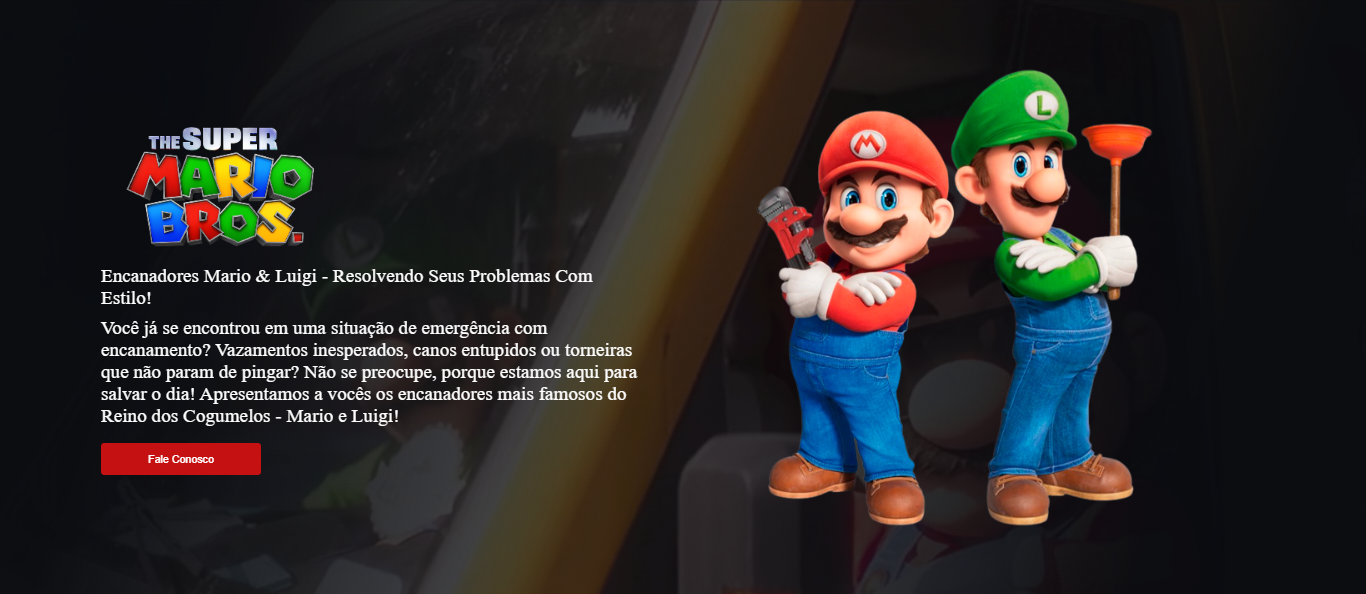 THE SUPER
MARIO
BROS.
Encanadores Mario & Luigi - Resolvendo Seus Problemas Com
Estilo!
Você já se encontrou em uma situação de emergência com
encanamento? Vazamentos inesperados, canos entupidos ou torneiras
que não param de pingar? Não se preocupe, porque estamos aqui para
salvar o dia! Apresentamos a vocês os encanadores mais famosos do
Reino dos Cogumelos - Mario e Luigi!
Fale Conosco
M
L